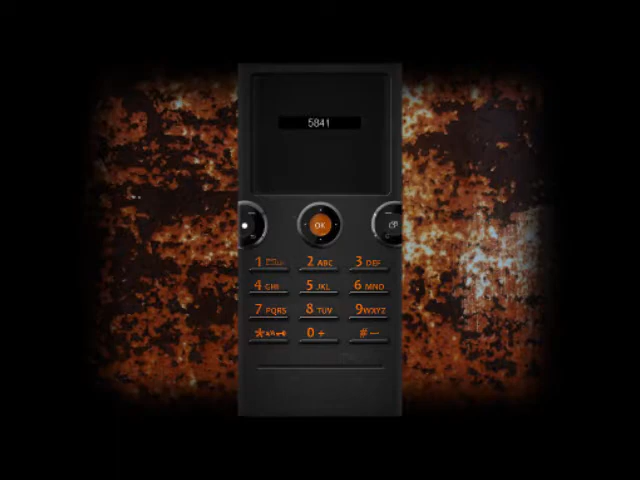 5841
OK
1
2 ABC
3 DEF
4 GHI
5 JKL
6 MNO
7 PQRS
8 TUV
9 WXYZ
*
0 +
#